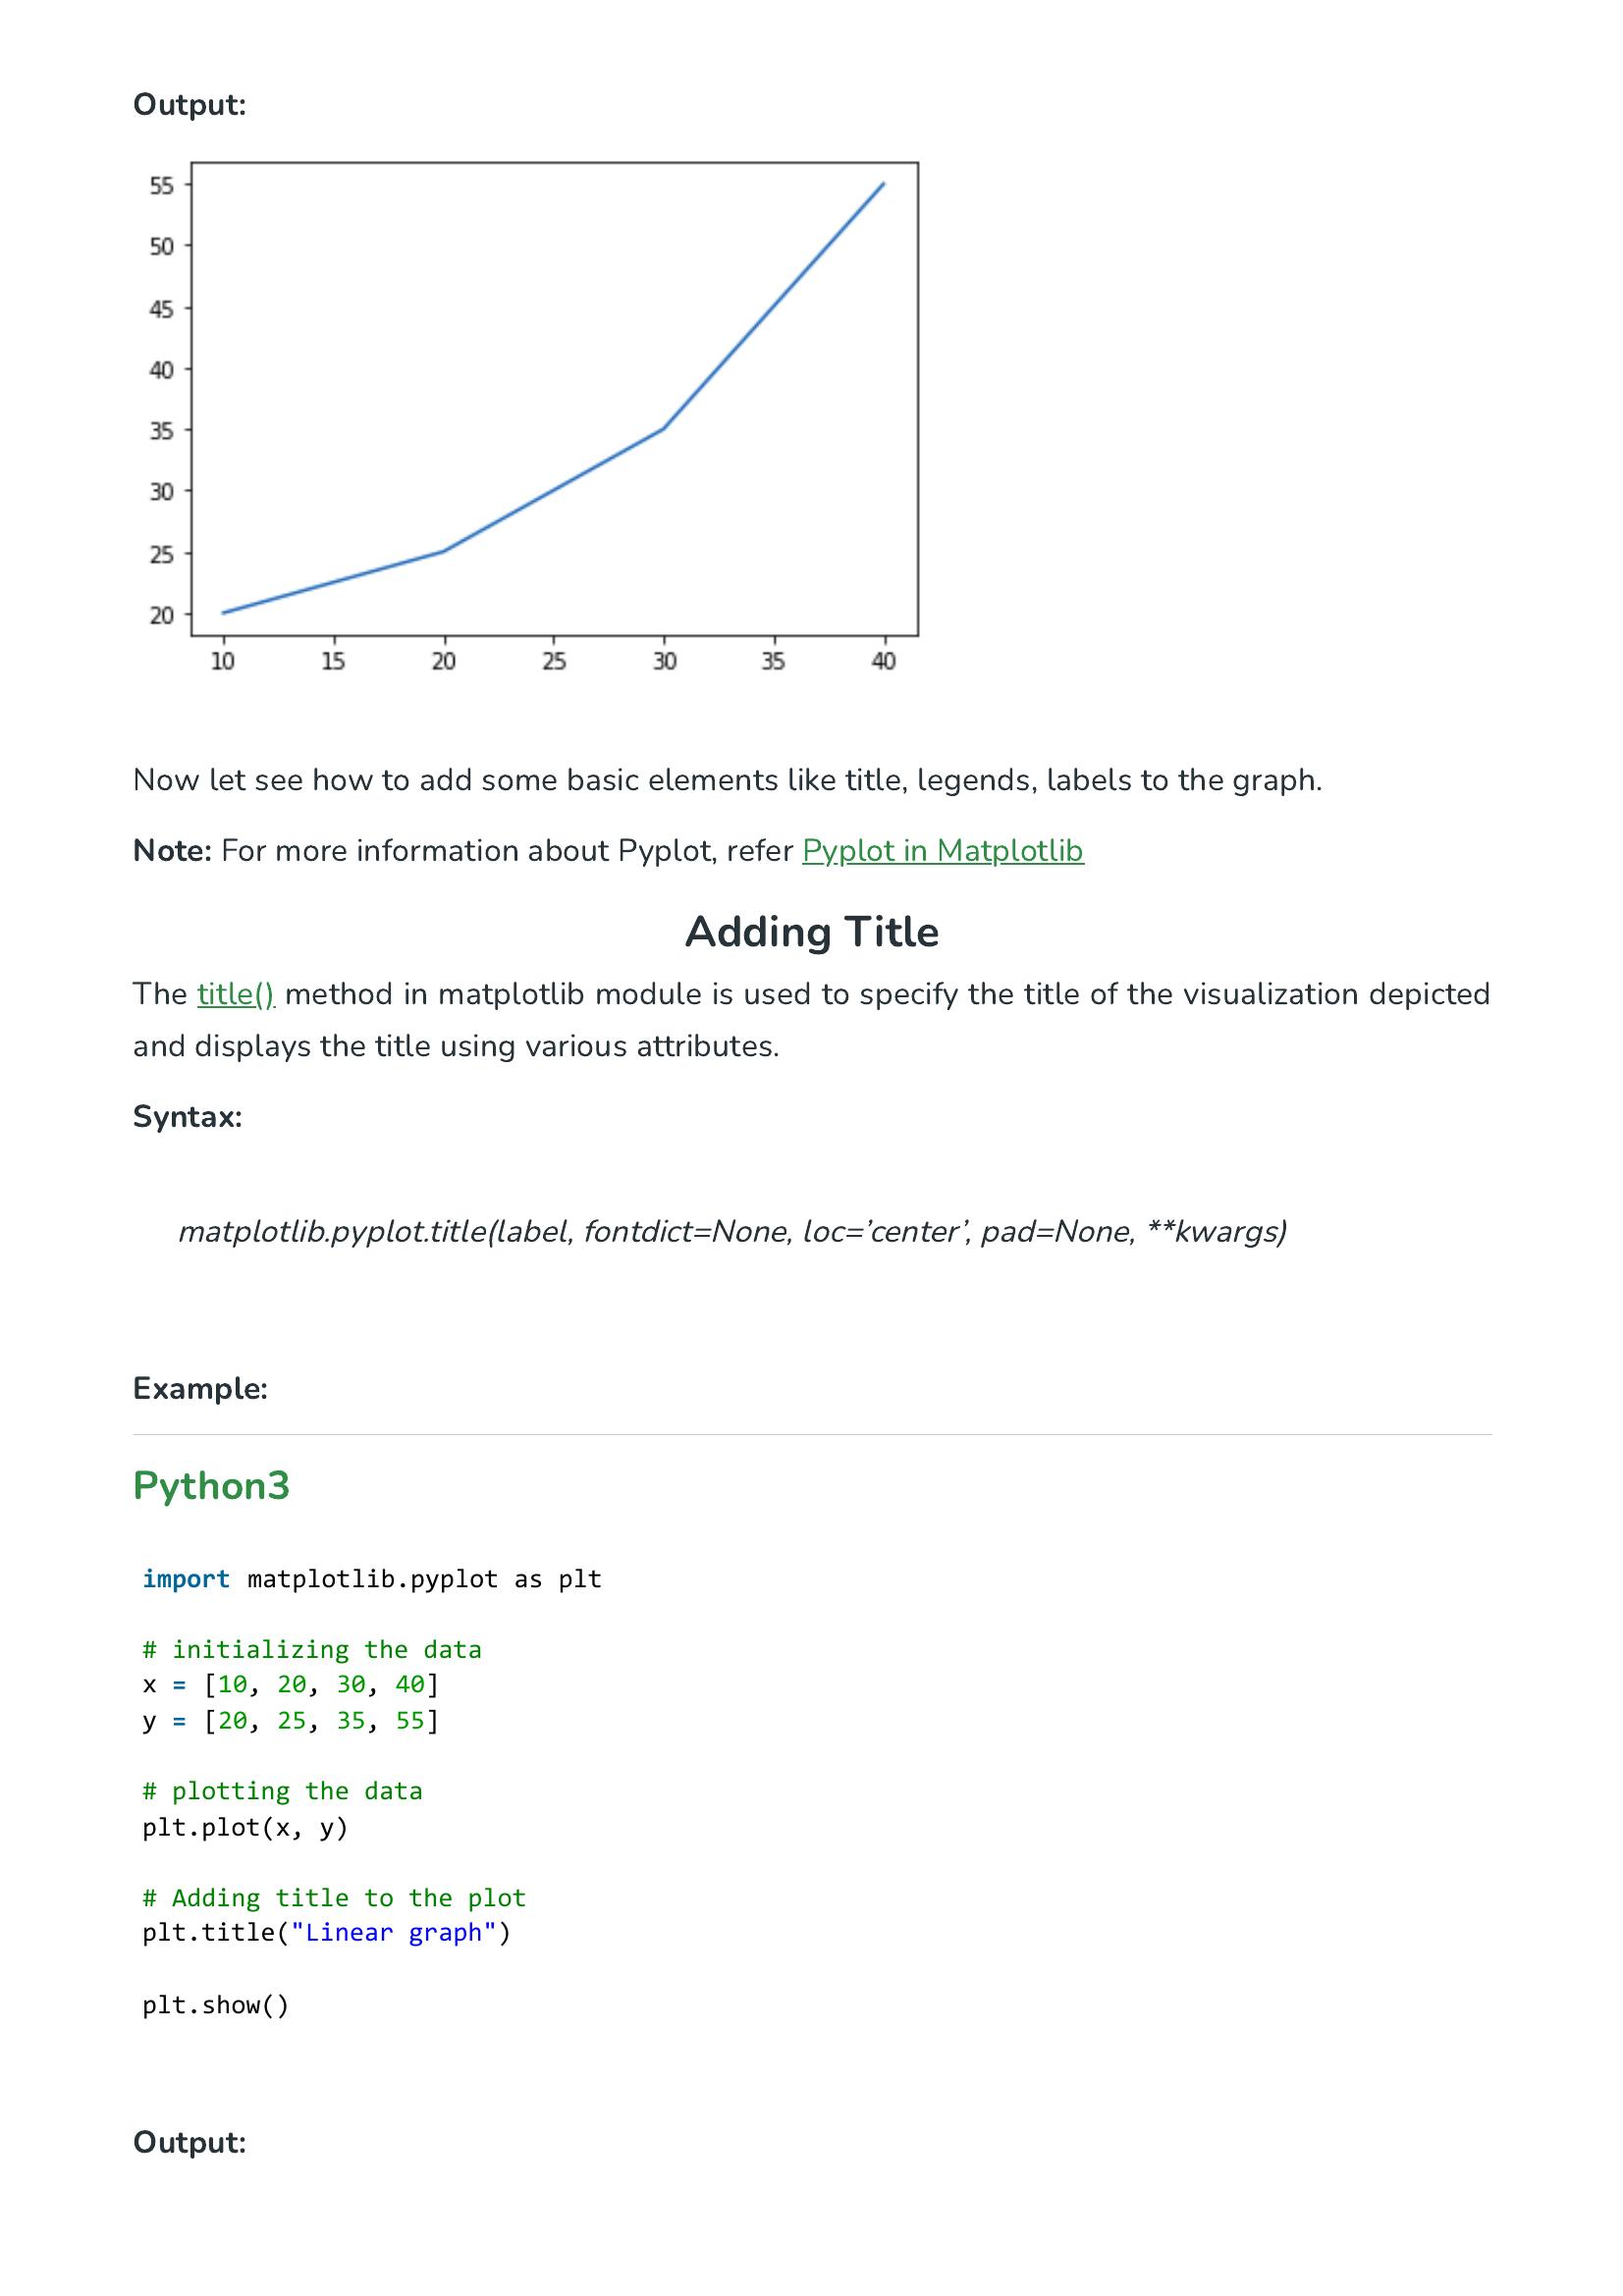 Output:
55
50
45
40
35
30
25
20
10 15 20 25 30 35 40
Now let see how to add some basic elements like title, legends, labels to the graph.
Note: For more information about Pyplot, refer Pyplot in Matplotlib
Adding Title
The title() method in matplotlib module is used to specify the title of the visualization depicted
and displays the title using various attributes.
Syntax:
matplotlib.pyplot.title(label, fontdict=None, loc=’center’, pad=None, **kwargs)
Example:
Python3
import matplotlib.pyplot as plt
# initializing the data
x = [10, 20, 30, 40]
y = [20, 25, 35, 55]
# plotting the data
plt.plot(x, y)
# Adding title to the plot
plt.title("Linear graph")
plt.show()
Output: